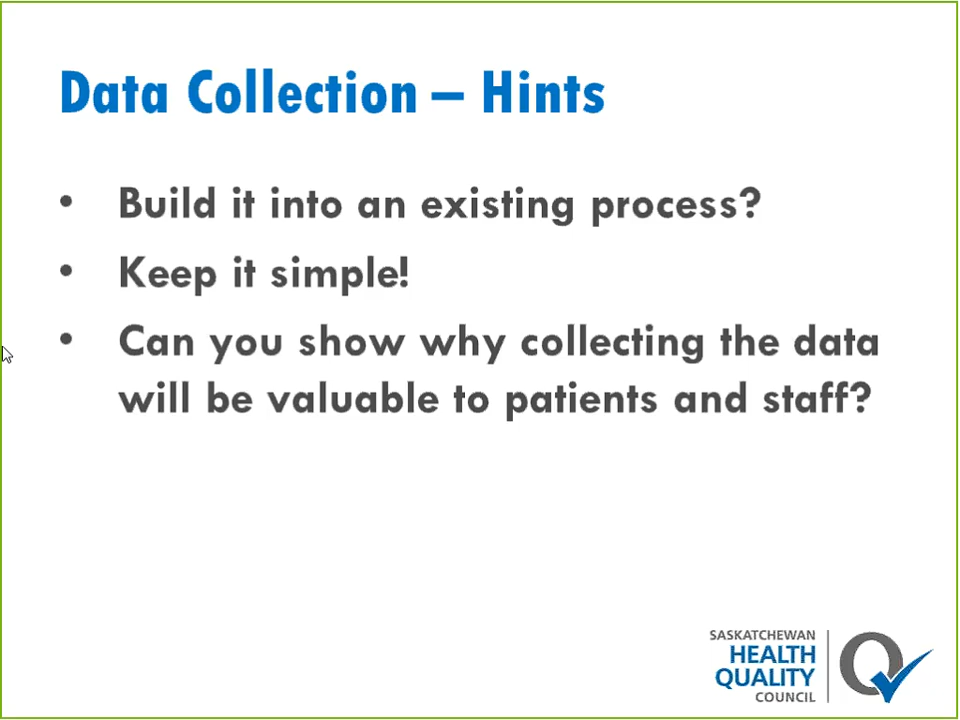 Data Collection – Hints
• Build it into an existing process?
• Keep it simple!
• Can you show why collecting the data
will be valuable to patients and staff?
SASKATCHEWAN
HEALTH
QUALITY
COUNCIL
Q